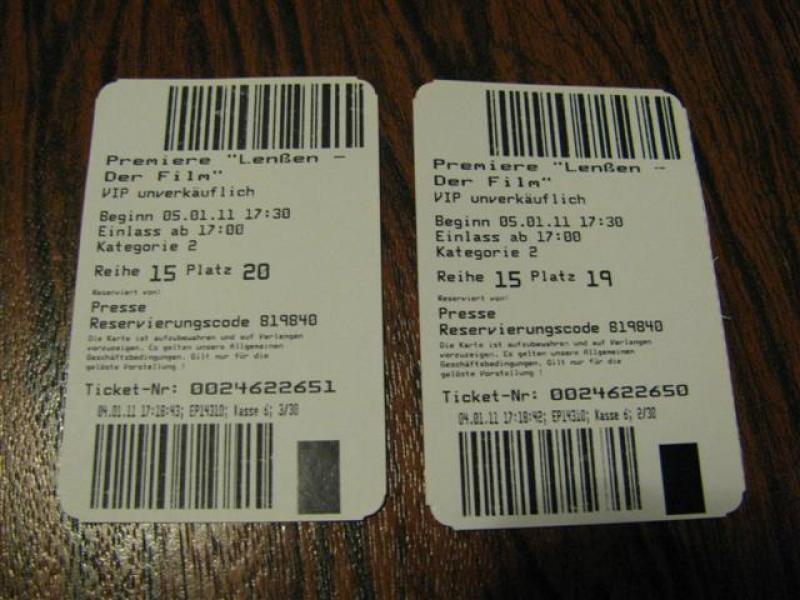 Premiere "Lenßen -
Der Film"
VIP unverkäuflich
Beginn 05.01.11 17:30
Einlass ab 17:00
Kategorie 2
Reihe 15 Platz 20
Reserviert von:
Presse
Reservierungscode 819840
Die Karte ist aufzubewahren und auf Verlangen
vorzuzeigen. Es gelten unsere Allgemeinen
Geschäftsbedingungen. Gilt nur für die
gelöste Vorstellung !
Ticket-Nr: 0024622651
04.01.11 17:18:43; EP14310; Kasse 6; 3/30
Premiere "Lenßen -
Der Film"
VIP unverkäuflich
Beginn 05.01.11 17:30
Einlass ab 17:00
Kategorie 2
Reihe 15 Platz 19
Reserviert von:
Presse
Reservierungscode 819840
Die Karte ist aufzubewahren und auf Verlangen
vorzuzeigen. Es gelten unsere Allgemeinen
Geschäftsbedingungen. Gilt nur für die
gelöste Vorstellung !
Ticket-Nr: 0024622650
04.01.11 17:18:42; EP14310; Kasse 6; 2/30